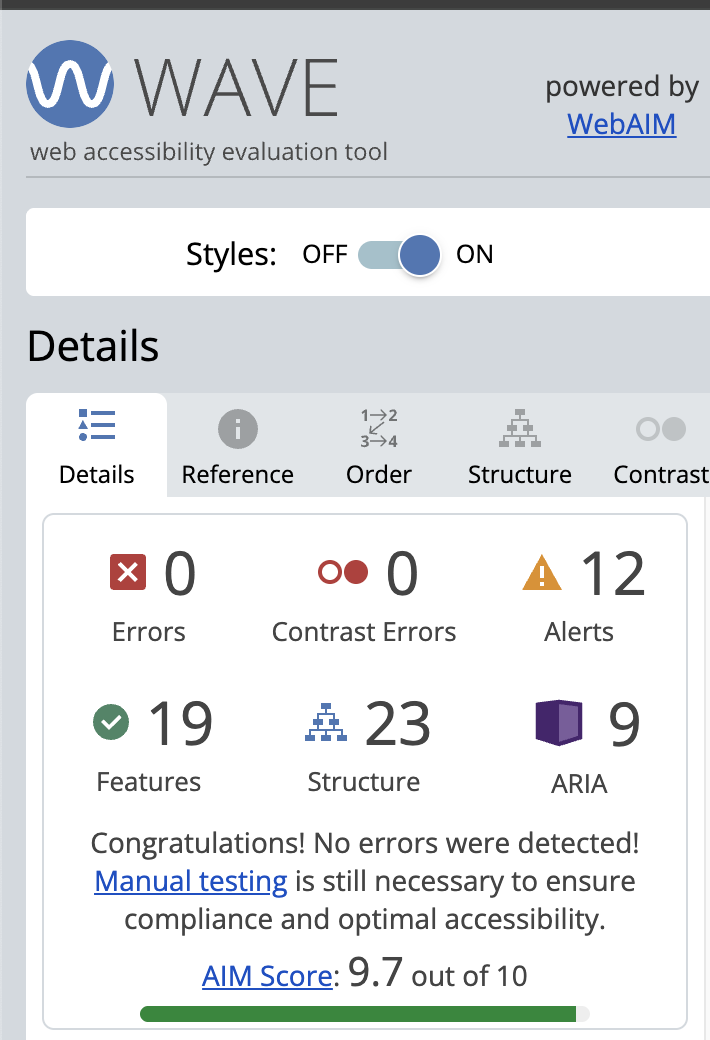 WAVE
web accessibility evaluation tool
powered by
WebAIM
Styles: OFF ON
Details
1 2
3 4
Details Reference Order Structure Contrast
0 0 12
Errors Contrast Errors Alerts
19 23 9
Features Structure ARIA
Congratulations! No errors were detected!
Manual testing is still necessary to ensure
compliance and optimal accessibility.
AIM Score: 9.7 out of 10